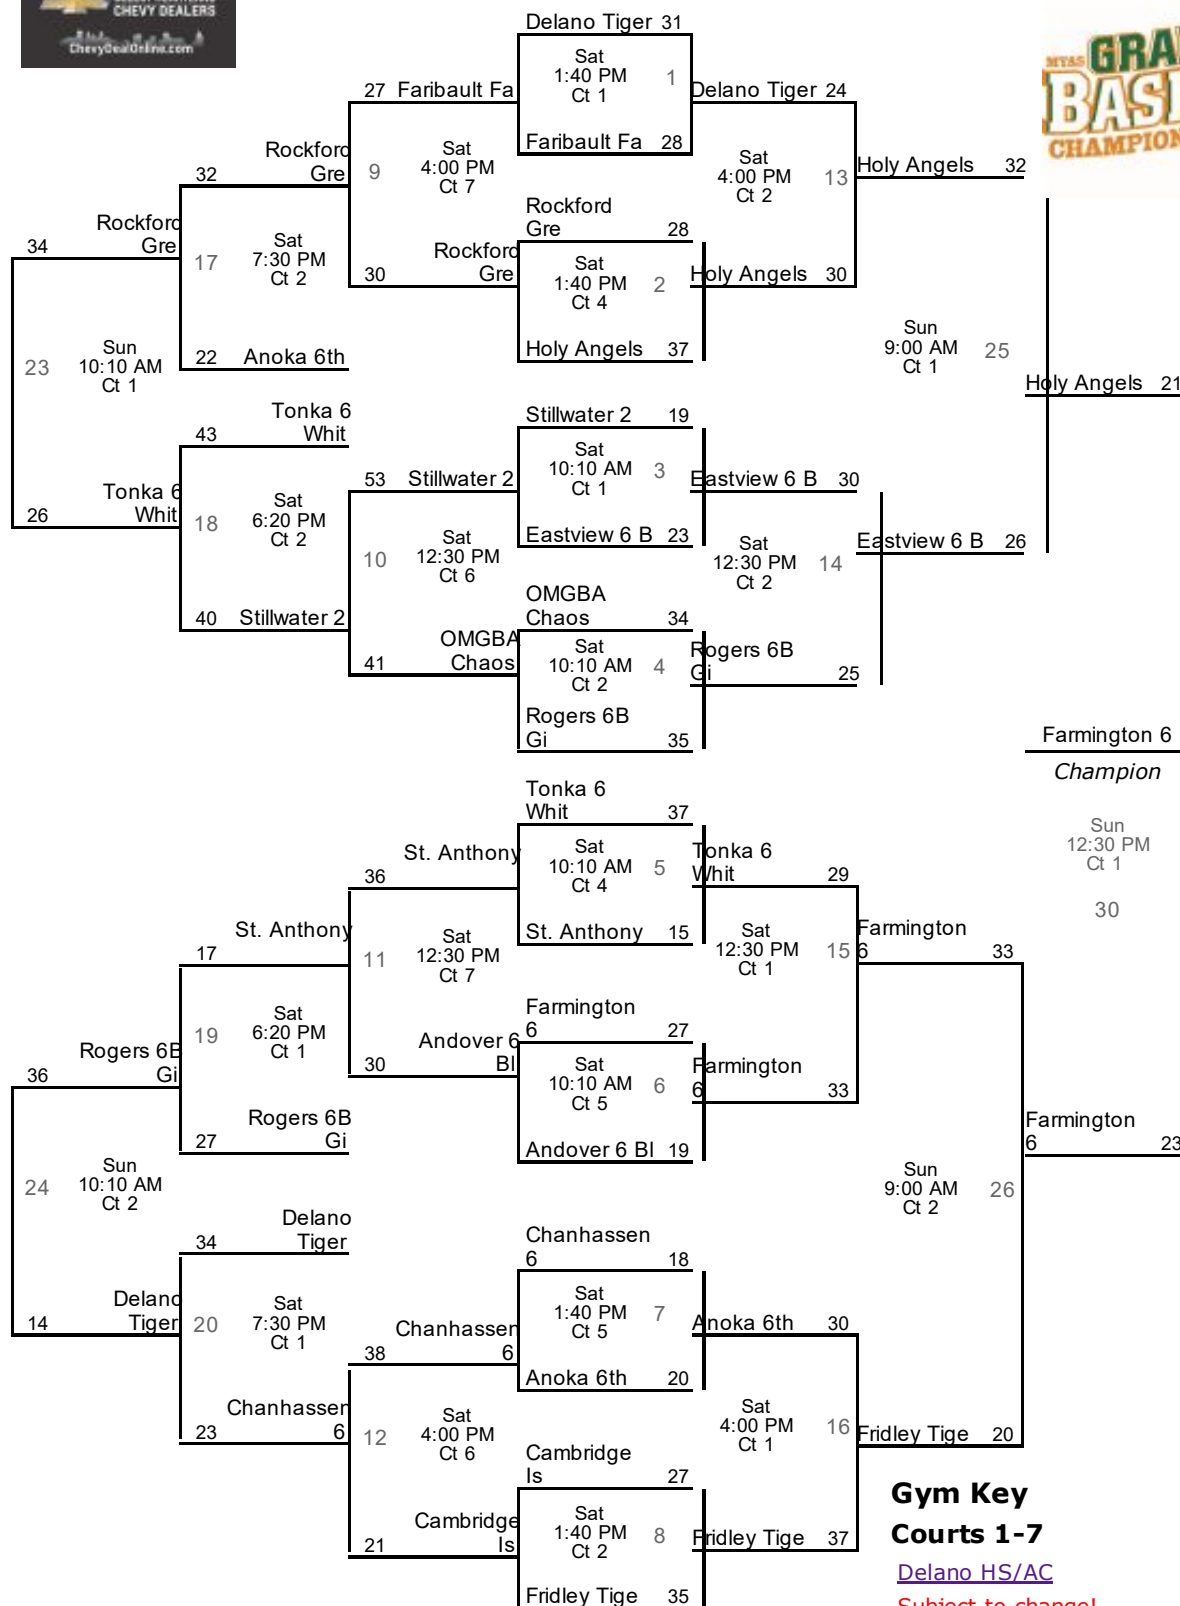 CHEVY DEALERS
ChevyDealOnline.com
MYAS GRA
BAS
CHAMPION
Delano Tiger 31
Sat
1:40 PM 1
Ct 1
Faribault Fa 28
27 Faribault Fa
Delano Tiger 24
Rockford
32 Gre
9
Sat
4:00 PM
Ct 7
Sat
4:00 PM 13
Ct 2
Holy Angels 32
Rockford
Gre 28
Rockford
34 Gre
17
Sat
7:30 PM
Ct 2
Rockford
30 Gre
Sat
1:40 PM 2
Ct 4
Holy Angels 30
Holy Angels 37
23
Sun
10:10 AM
Ct 1
22 Anoka 6th
Sun
9:00 AM 25
Ct 1
Holy Angels 21
Tonka 6
43 Whit
Stillwater 2 19
Sat
10:10 AM 3
Ct 1
Eastview 6 B 23
53 Stillwater 2
Eastview 6 B 30
Tonka 6
26 Whit
18
Sat
6:20 PM
Ct 2
10
Sat
12:30 PM
Ct 6
Sat
12:30 PM 14
Ct 2
Eastview 6 B 26
OMGBA
Chaos 34
40 Stillwater 2
OMGBA
41 Chaos
Sat
10:10 AM 4
Ct 2
Rogers 6B
Gi 25
Rogers 6B
Gi 35
Farmington 6
Champion
Sun
12:30 PM
Ct 1
30
Tonka 6
Whit 37
St. Anthony
36
Sat
10:10 AM 5
Ct 4
Tonka 6
Whit 29
St. Anthony 15
St. Anthony
17
11
Sat
12:30 PM
Ct 7
Sat
12:30 PM 15
Ct 1
Farmington
6 33
Farmington
6 27
19
Sat
6:20 PM
Ct 1
Rogers 6B
36 Gi
Andover 6
30 Bl
Sat
10:10 AM 6
Ct 5
Farmington
6 33
Andover 6 Bl 19
Rogers 6B
27 Gi
Farmington
6 23
24
Sun
10:10 AM
Ct 2
Sun
9:00 AM 26
Ct 2
Delano
34 Tiger
Chanhassen
6 18
Delano
14 Tiger
20
Sat
7:30 PM
Ct 1
Chanhassen
38 6
Sat
1:40 PM 7
Ct 5
Anoka 6th 30
Anoka 6th 20
Chanhassen
23 6
12
Sat
4:00 PM
Ct 6
Sat
4:00 PM 16
Ct 1
Fridley Tige 20
Cambridge
Is 27
Cambridge
21 Is
Sat
1:40 PM 8
Ct 2
Fridley Tige 37
Fridley Tige 35
Gym Key
Courts 1-7
Delano HS/AC
Subject to change!